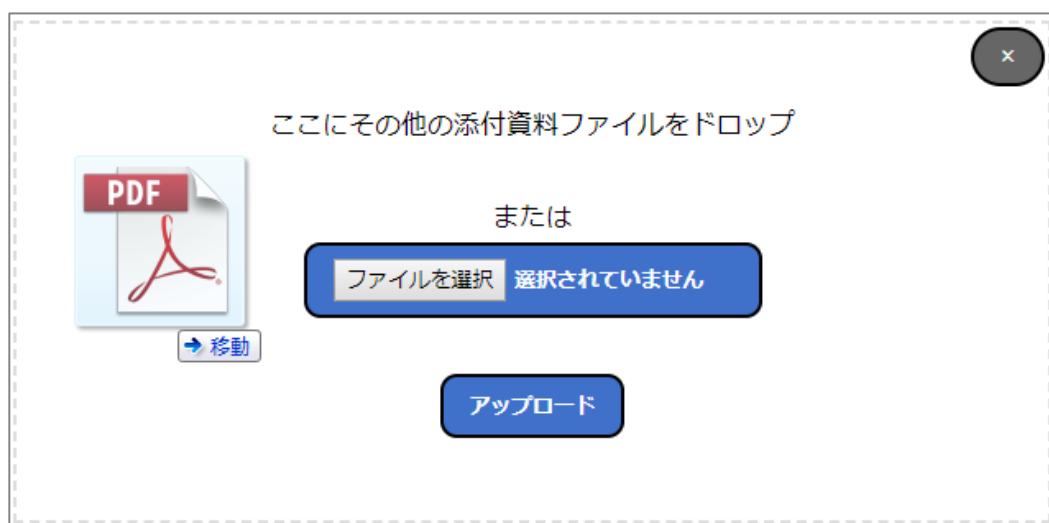 ×
ここにその他の添付資料ファイルをドロップ
PDF
または
ファイルを選択 選択されていません
移動
アップロード